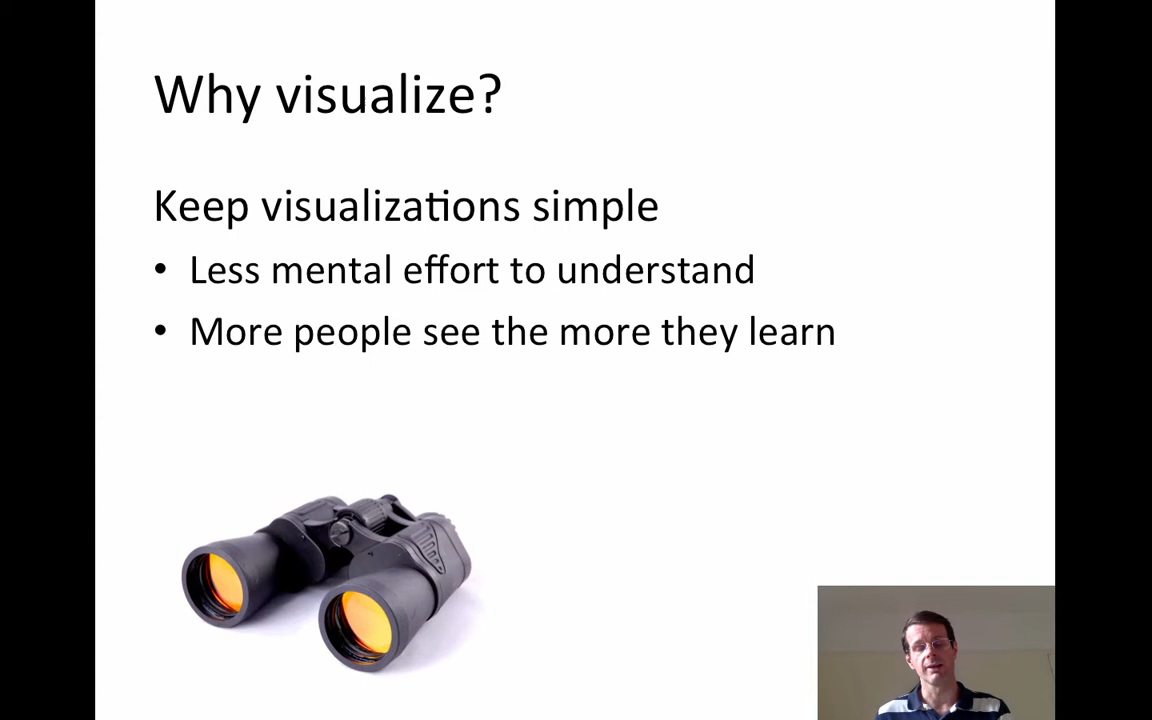 Why visualize?
Keep visualizations simple
• Less mental effort to understand
• More people see the more they learn